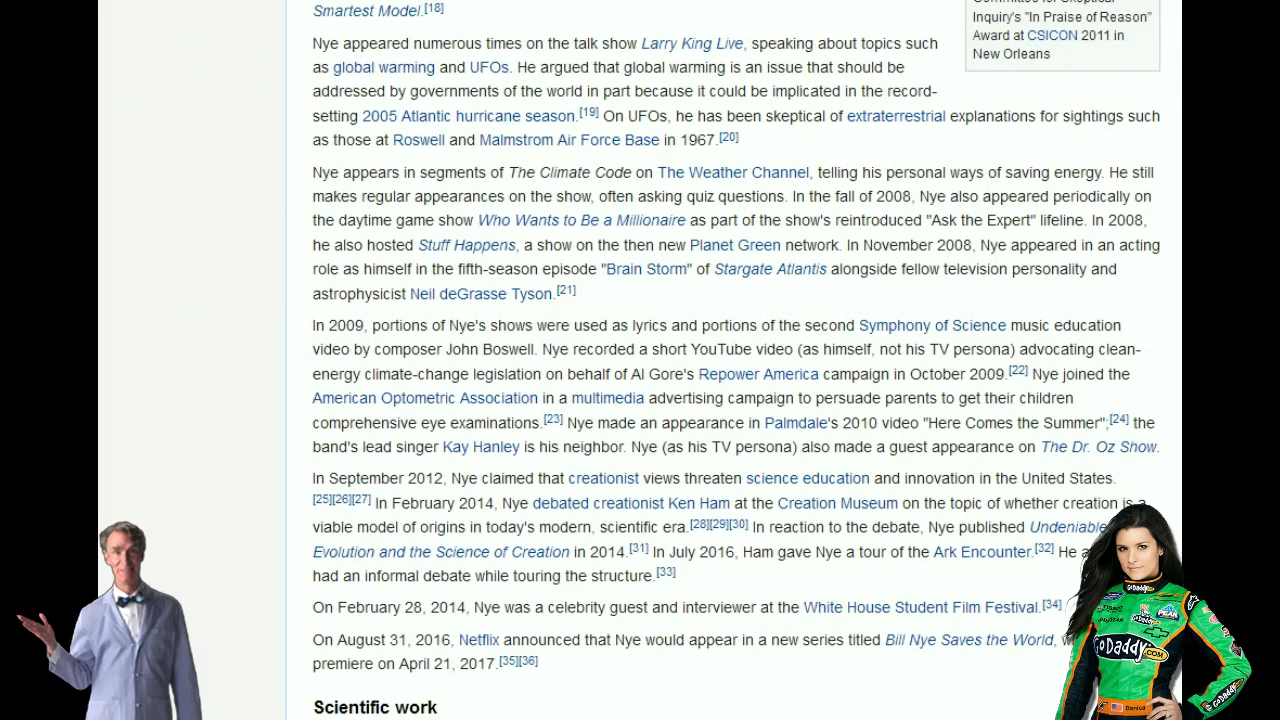 Smartest Model.[18]
Inquiry's "In Praise of Reason"
Award at CSICON 2011 in
New Orleans
Nye appeared numerous times on the talk show Larry King Live, speaking about topics such
as global warming and UFOs. He argued that global warming is an issue that should be
addressed by governments of the world in part because it could be implicated in the record-
setting 2005 Atlantic hurricane season.[19] On UFOs, he has been skeptical of extraterrestrial explanations for sightings such
as those at Roswell and Malmstrom Air Force Base in 1967.[20]
Nye appears in segments of The Climate Code on The Weather Channel, telling his personal ways of saving energy. He still
makes regular appearances on the show, often asking quiz questions. In the fall of 2008, Nye also appeared periodically on
the daytime game show Who Wants to Be a Millionaire as part of the show's reintroduced "Ask the Expert" lifeline. In 2008,
he also hosted Stuff Happens, a show on the then new Planet Green network. In November 2008, Nye appeared in an acting
role as himself in the fifth-season episode "Brain Storm" of Stargate Atlantis alongside fellow television personality and
astrophysicist Neil deGrasse Tyson.[21]
In 2009, portions of Nye's shows were used as lyrics and portions of the second Symphony of Science music education
video by composer John Boswell. Nye recorded a short YouTube video (as himself, not his TV persona) advocating clean-
energy climate-change legislation on behalf of Al Gore's Repower America campaign in October 2009.[22] Nye joined the
American Optometric Association in a multimedia advertising campaign to persuade parents to get their children
comprehensive eye examinations.[23] Nye made an appearance in Palmdale's 2010 video "Here Comes the Summer";[24] the
band's lead singer Kay Hanley is his neighbor. Nye (as his TV persona) also made a guest appearance on The Dr. Oz Show.
In September 2012, Nye claimed that creationist views threaten science education and innovation in the United States.
[25][26][27] In February 2014, Nye debated creationist Ken Ham at the Creation Museum on the topic of whether creation is a
viable model of origins in today's modern, scientific era.[28][29][30] In reaction to the debate, Nye published Undeniable
Evolution and the Science of Creation in 2014.[31] In July 2016, Ham gave Nye a tour of the Ark Encounter.[32] He
had an informal debate while touring the structure.[33]
On February 28, 2014, Nye was a celebrity guest and interviewer at the White House Student Film Festival.[34]
On August 31, 2016, Netflix announced that Nye would appear in a new series titled Bill Nye Saves the World,
premiere on April 21, 2017.[35][36]
Scientific work
GoDaddy
PEAK
GoDaddy.COM
Danica
GoDaddy